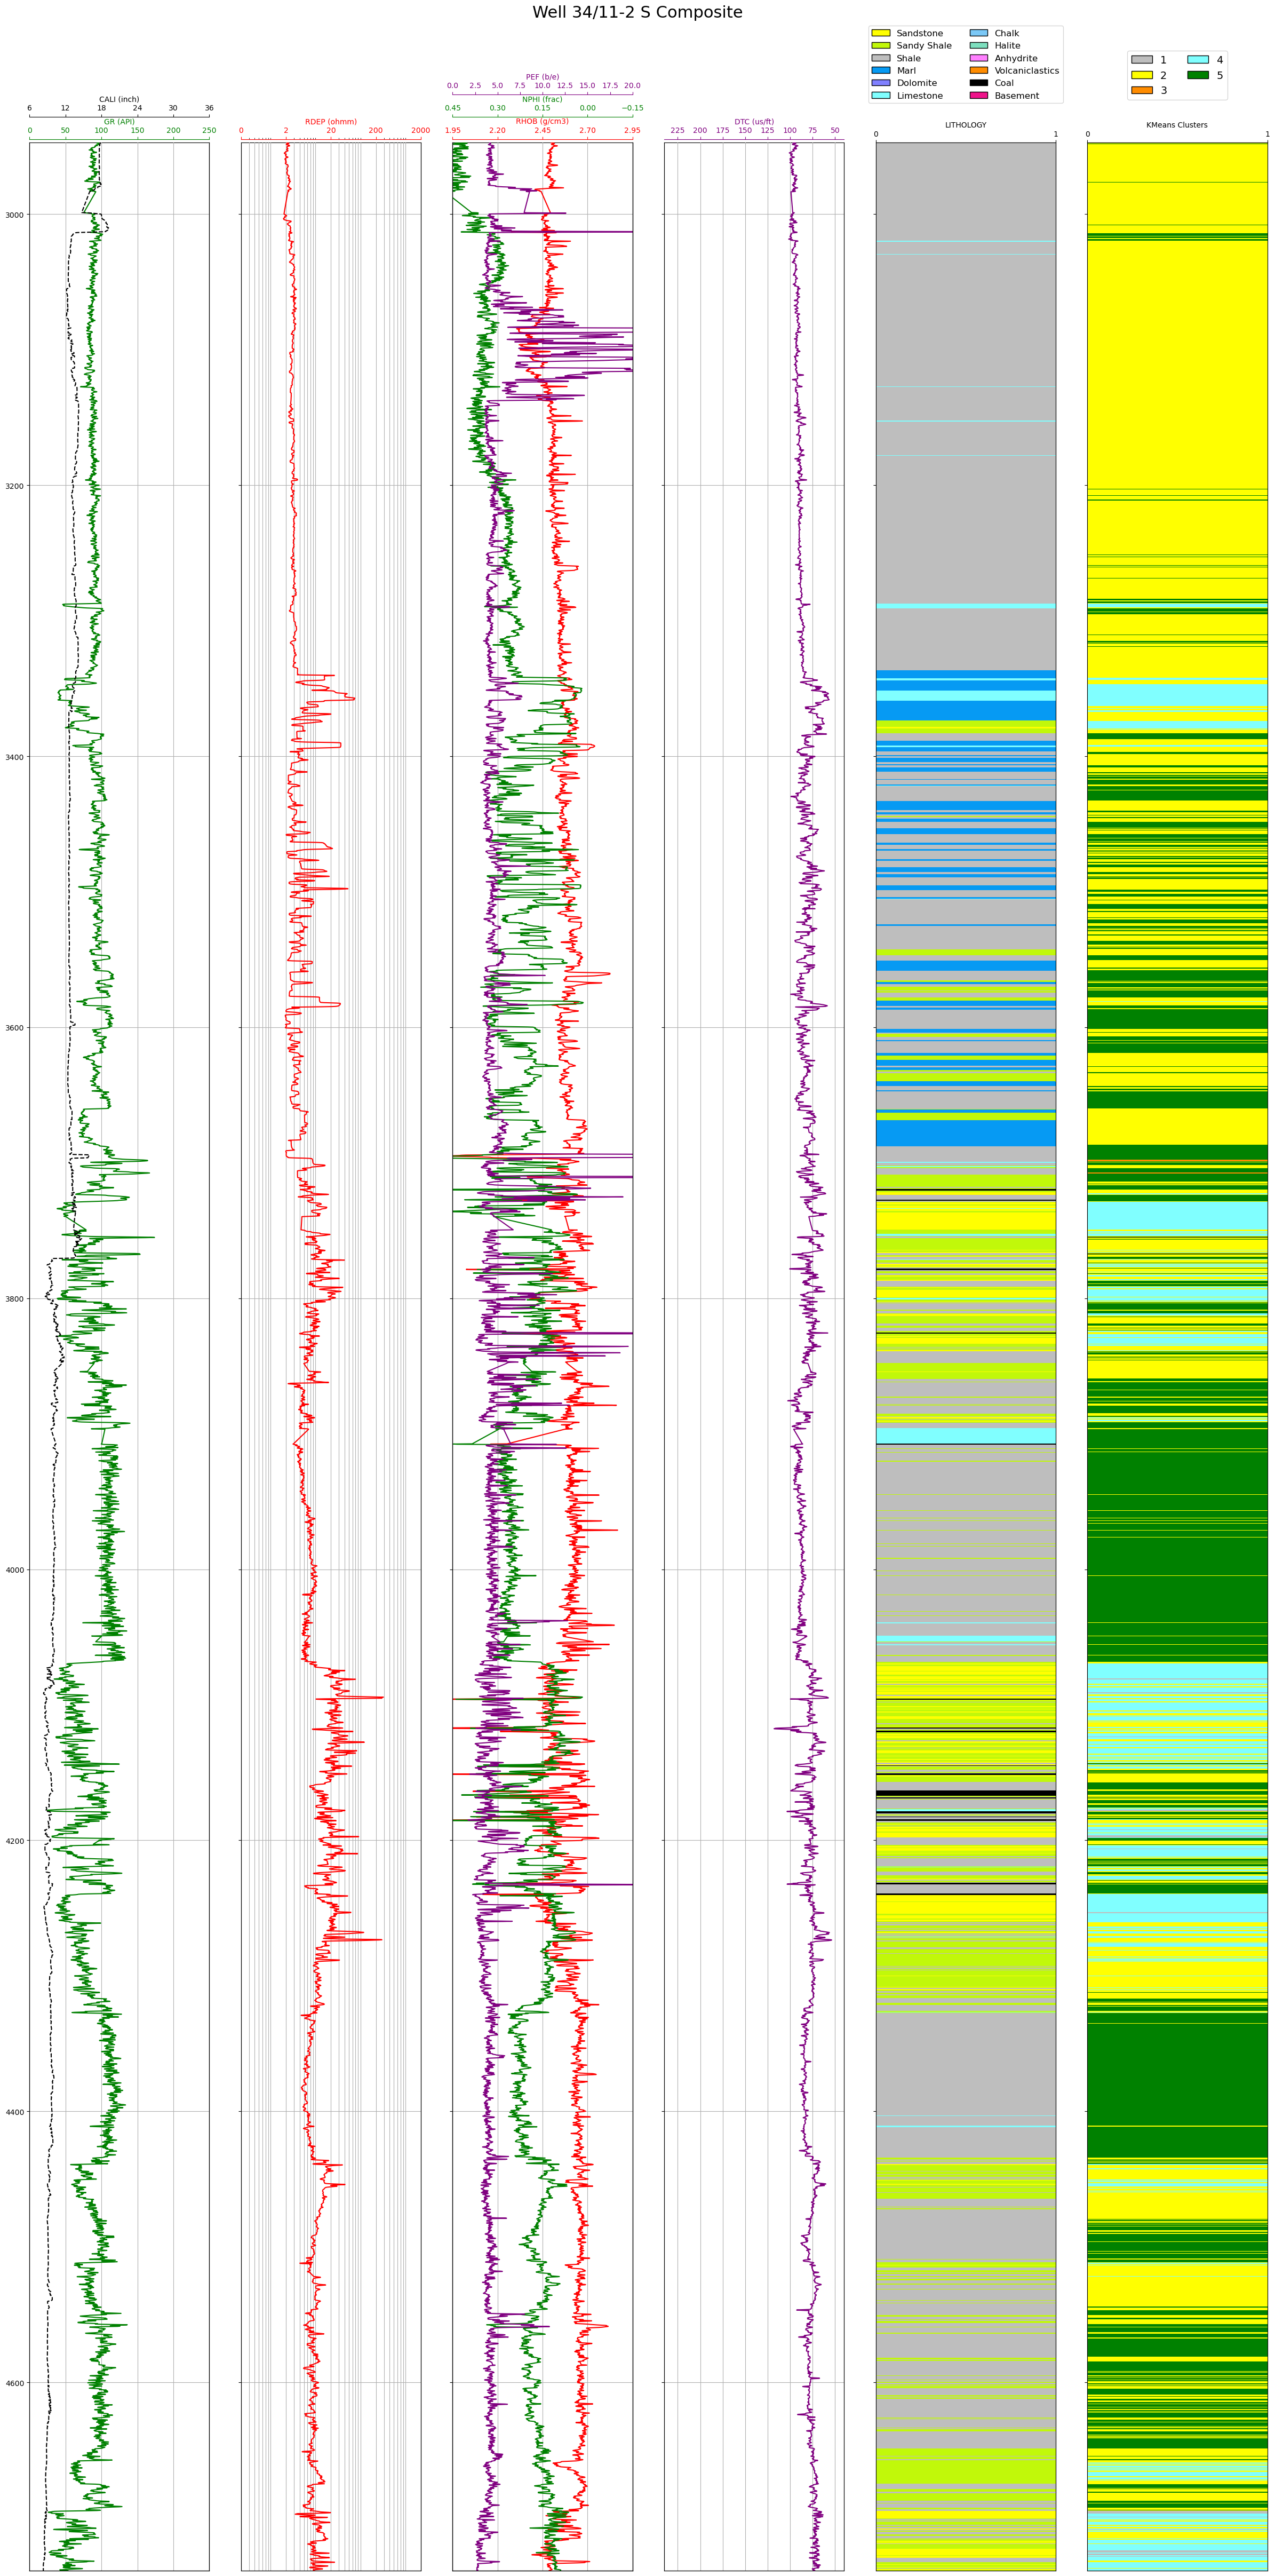 Well 34/11-2 S Composite
Sandstone Chalk
Sandy Shale Halite
Shale Anhydrite
Marl Volcaniclastics
Dolomite Coal
Limestone Basement
1 4
2 5
3
PEF (b/e)
0.0 2.5 5.0 7.5 10.0 12.5 15.0 17.5 20.0
CALI (inch)
6 12 18 24 30 36
NPHI (frac)
0.45 0.30 0.15 0.00 −0.15
GR (API)
0 50 100 150 200 250
RDEP (ohmm)
0 2 20 200 2000
RHOB (g/cm3)
1.95 2.20 2.45 2.70 2.95
DTC (us/ft)
225 200 175 150 125 100 75 50
LITHOLOGY
0 1
KMeans Clusters
0 1
3000
3200
3400
3600
3800
4000
4200
4400
4600